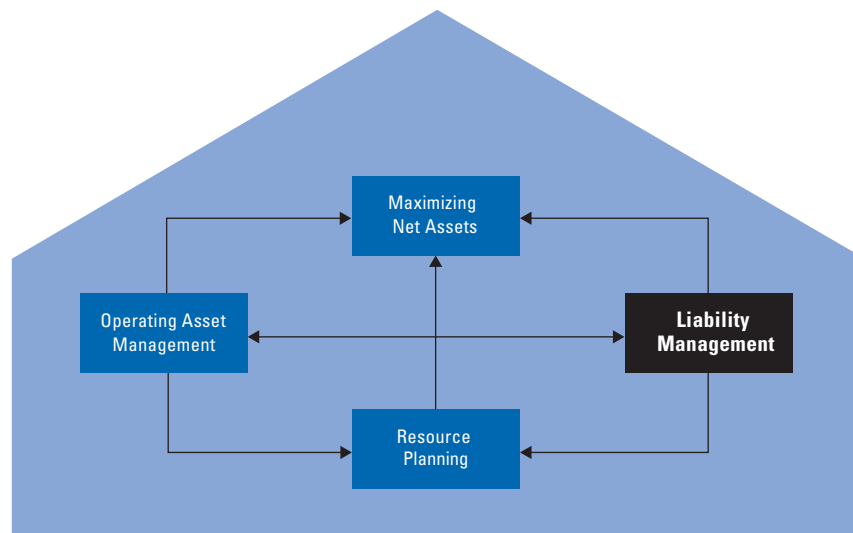 Maximizing
Net Assets
Operating Asset
Management
Liability
Management
Resource
Planning